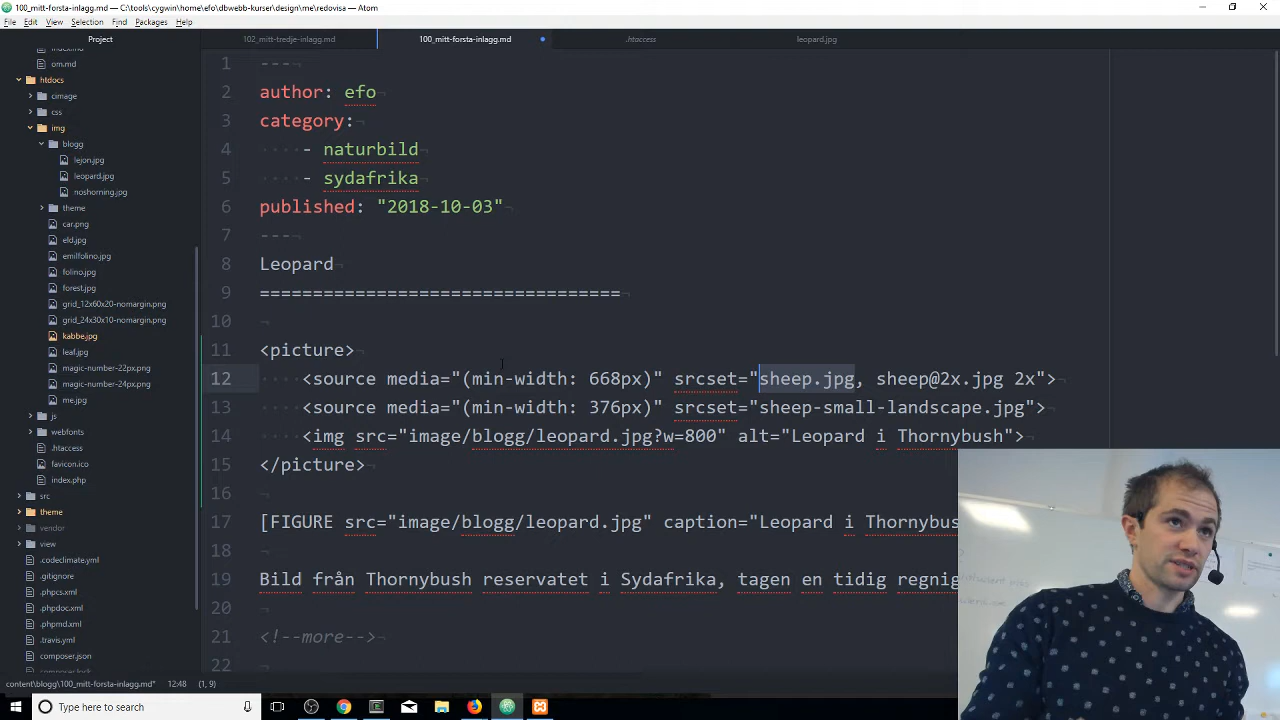 100_mitt-forsta-inlagg.md — C:\tools\cygwin\home\efo\dbwebb-kurser\design\me\redovisa — Atom
File Edit View Selection Find Packages Help
Project 102_mitt-tredje-inlagg.md 100_mitt-forsta-inlagg.md .htaccess leopard.jpg
index.md
om.md
htdocs
cimage
css
img
blogg
lejon.jpg
leopard.jpg
noshorning.jpg
theme
car.png
eld.jpg
emilfolino.jpg
folino.jpg
forest.jpg
grid_12x60x20-nomargin.png
grid_24x30x10-nomargin.png
kabbe.jpg
leaf.jpg
magic-number-22px.png
magic-number-24px.png
me.jpg
js
webfonts
.htaccess
favicon.ico
index.php
src
theme
vendor
view
.codeclimate.yml
.gitignore
.phpcs.xml
.phpdoc.xml
.phpmd.xml
.travis.yml
composer.json
composer.lock
1 ---
2 author: efo
3 category:
4 - naturbild
5 - sydafrika
6 published: "2018-10-03"
7 ---
8 Leopard
9 ==================================
10
11 <picture>
12 <source media="(min-width: 668px)" srcset="sheep.jpg, sheep@2x.jpg 2x">
13 <source media="(min-width: 376px)" srcset="sheep-small-landscape.jpg">
14 <img src="image/blogg/leopard.jpg?w=800" alt="Leopard i Thornybush">
15 </picture>
16
17 [FIGURE src="image/blogg/leopard.jpg" caption="Leopard i Thornybus
18
19 Bild från Thornybush reservatet i Sydafrika, tagen en tidig regnig
20
21 <!--more-->
22
content\blogg\100_mitt-forsta-inlagg.md* 12:48 (1, 9)
Type here to search